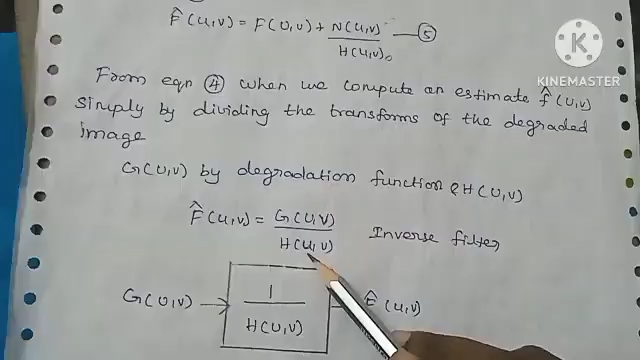 F̂(U,V) = F(U,V) + N(U,V) / H(U,V) — ⑤
KINEMASTER
From eqn ④ when we compute an estimate f̂(U,V)
simply by dividing the transforms of the degraded
image
G(U,V) by degradation function H(U,V)
F̂(U,V) = G(U,V) / H(U,V) Inverse filter
G(U,V) → 1 / H(U,V) F̂(U,V)